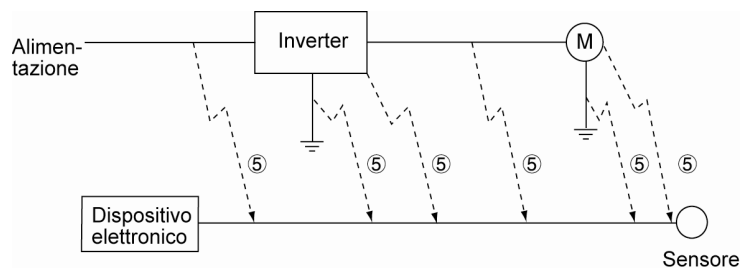 Alimen-
tazione
Inverter
M
⑤ ⑤ ⑤ ⑤ ⑤ ⑤
Dispositivo
elettronico
Sensore